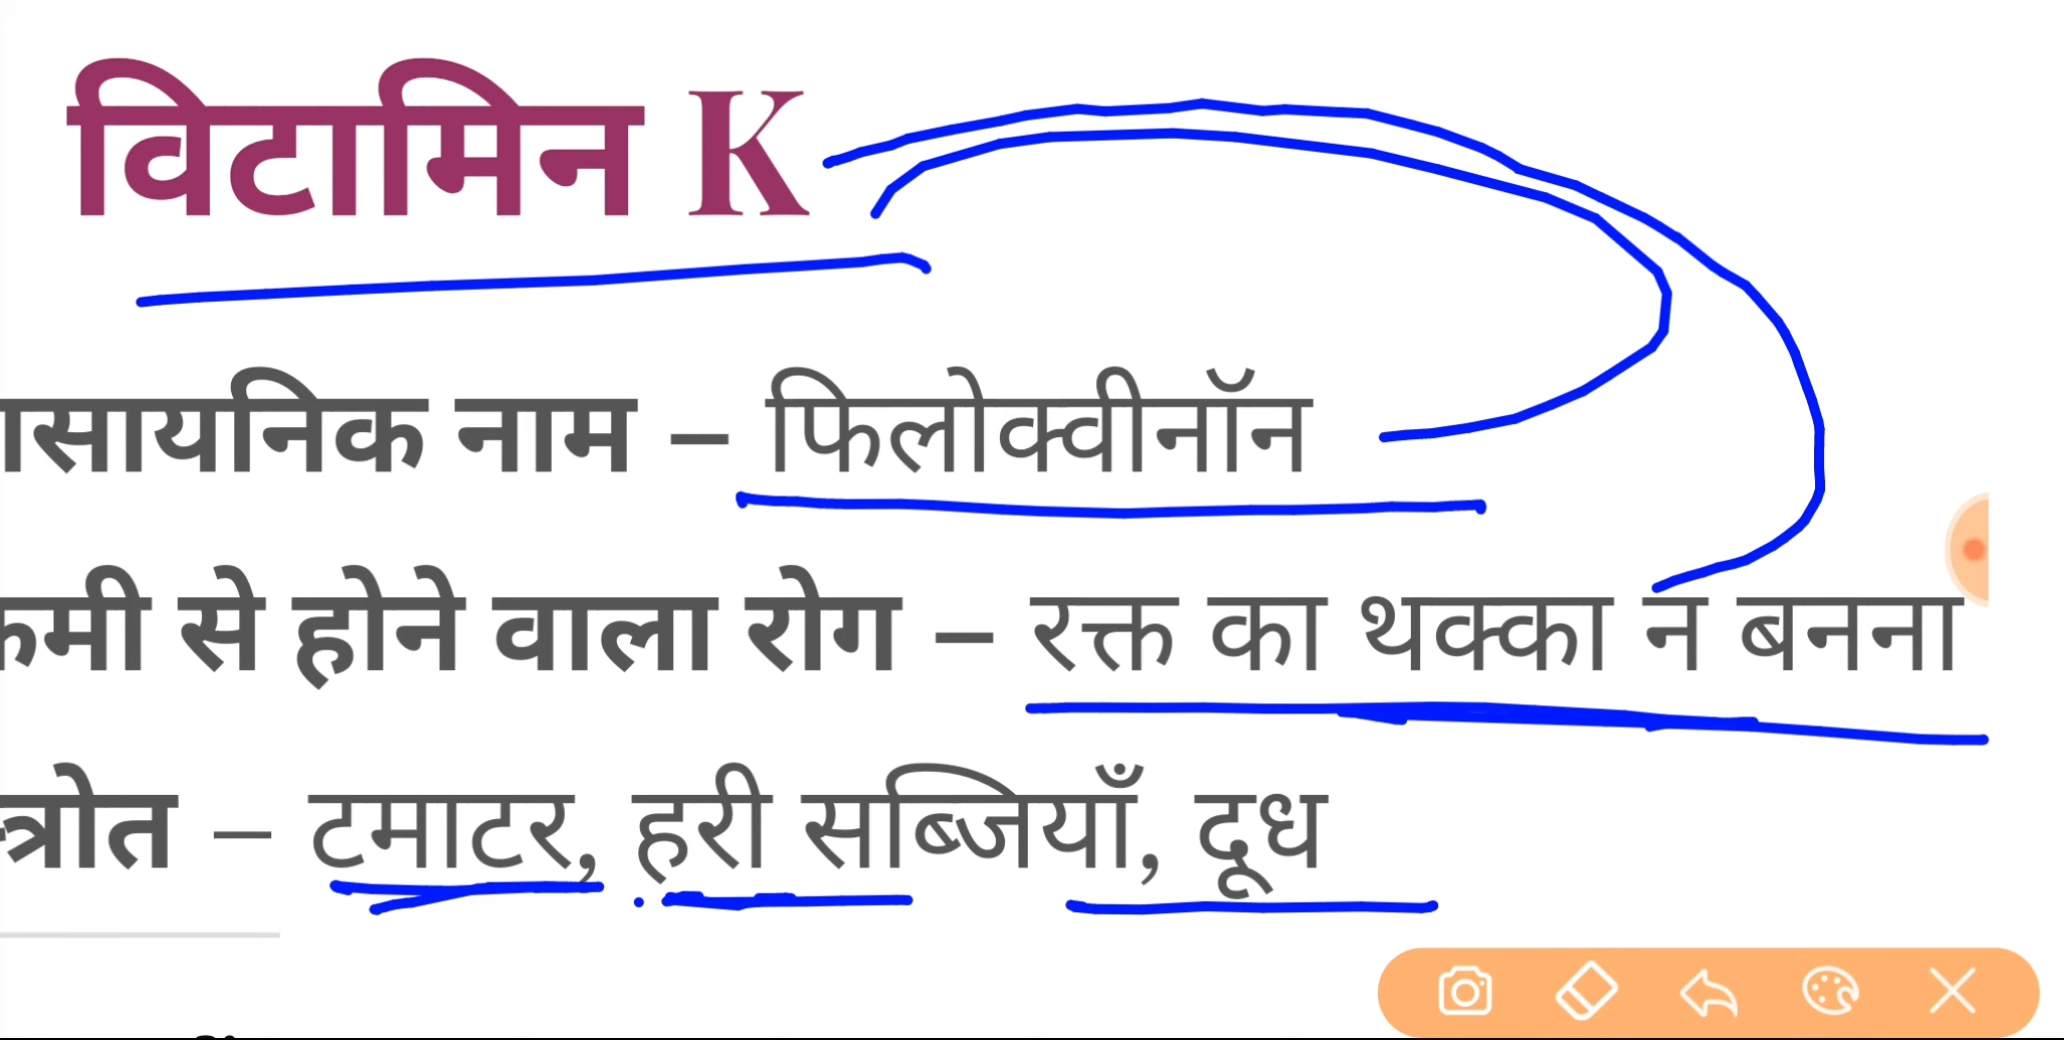 विटामिन K
रासायनिक नाम – फिलोक्वीनॉन
कमी से होने वाला रोग – रक्त का थक्का न बनना
स्त्रोत – टमाटर, हरी सब्जियाँ, दूध